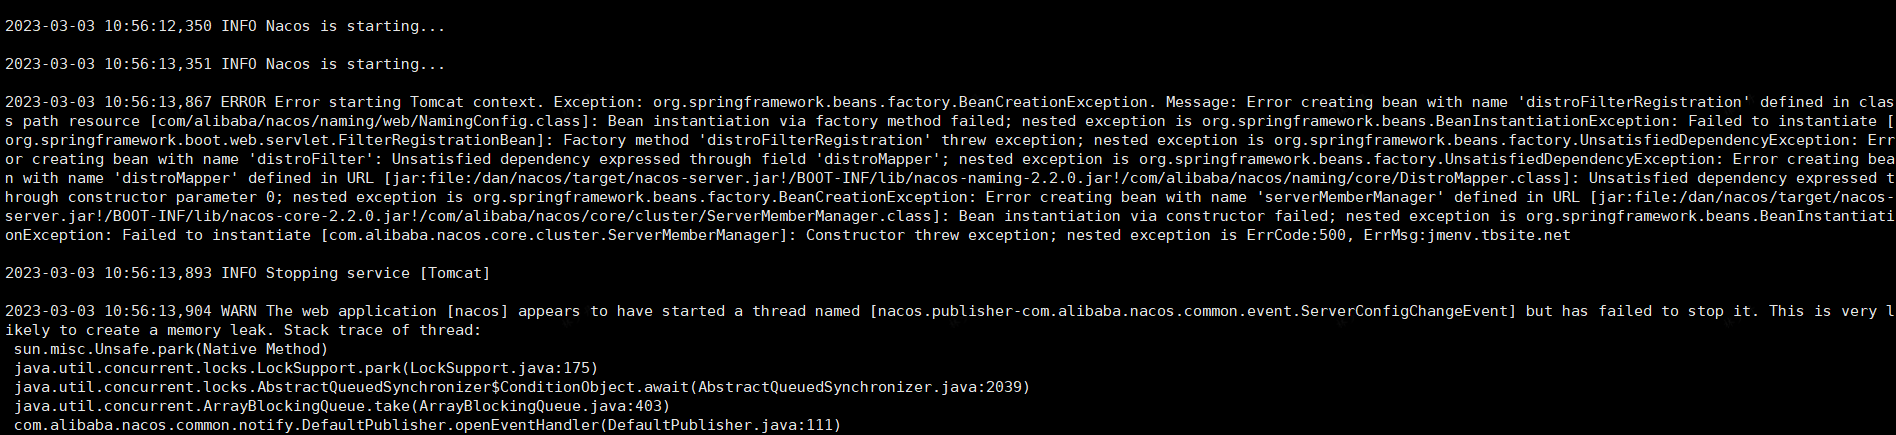 2023-03-03 10:56:12,350 INFO Nacos is starting...
2023-03-03 10:56:13,351 INFO Nacos is starting...
2023-03-03 10:56:13,867 ERROR Error starting Tomcat context. Exception: org.springframework.beans.factory.BeanCreationException. Message: Error creating bean with name 'distroFilterRegistration' defined in clas
s path resource [com/alibaba/nacos/naming/web/NamingConfig.class]: Bean instantiation via factory method failed; nested exception is org.springframework.beans.BeanInstantiationException: Failed to instantiate [
org.springframework.boot.web.servlet.FilterRegistrationBean]: Factory method 'distroFilterRegistration' threw exception; nested exception is org.springframework.beans.factory.UnsatisfiedDependencyException: Err
or creating bean with name 'distroFilter': Unsatisfied dependency expressed through field 'distroMapper'; nested exception is org.springframework.beans.factory.UnsatisfiedDependencyException: Error creating bea
n with name 'distroMapper' defined in URL [jar:file:/dan/nacos/target/nacos-server.jar!/BOOT-INF/lib/nacos-naming-2.2.0.jar!/com/alibaba/nacos/naming/core/DistroMapper.class]: Unsatisfied dependency expressed t
hrough constructor parameter 0; nested exception is org.springframework.beans.factory.BeanCreationException: Error creating bean with name 'serverMemberManager' defined in URL [jar:file:/dan/nacos/target/nacos-
server.jar!/BOOT-INF/lib/nacos-core-2.2.0.jar!/com/alibaba/nacos/core/cluster/ServerMemberManager.class]: Bean instantiation via constructor failed; nested exception is org.springframework.beans.BeanInstantiati
onException: Failed to instantiate [com.alibaba.nacos.core.cluster.ServerMemberManager]: Constructor threw exception; nested exception is ErrCode:500, ErrMsg:jmenv.tbsite.net
2023-03-03 10:56:13,893 INFO Stopping service [Tomcat]
2023-03-03 10:56:13,904 WARN The web application [nacos] appears to have started a thread named [nacos.publisher-com.alibaba.nacos.common.event.ServerConfigChangeEvent] but has failed to stop it. This is very l
ikely to create a memory leak. Stack trace of thread:
sun.misc.Unsafe.park(Native Method)
java.util.concurrent.locks.LockSupport.park(LockSupport.java:175)
java.util.concurrent.locks.AbstractQueuedSynchronizer$ConditionObject.await(AbstractQueuedSynchronizer.java:2039)
java.util.concurrent.ArrayBlockingQueue.take(ArrayBlockingQueue.java:403)
com.alibaba.nacos.common.notify.DefaultPublisher.openEventHandler(DefaultPublisher.java:111)